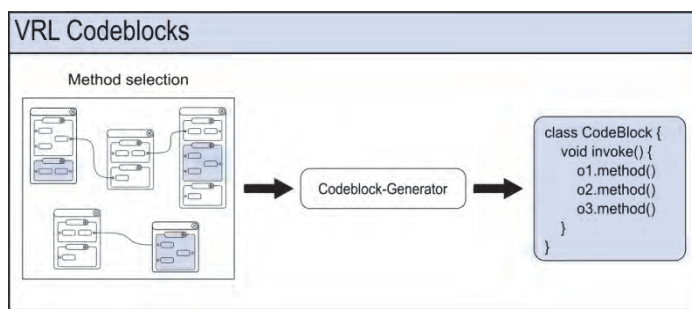 VRL Codeblocks
Method selection
Codeblock-Generator
class CodeBlock {
void invoke() {
o1.method()
o2.method()
o3.method()
}
}